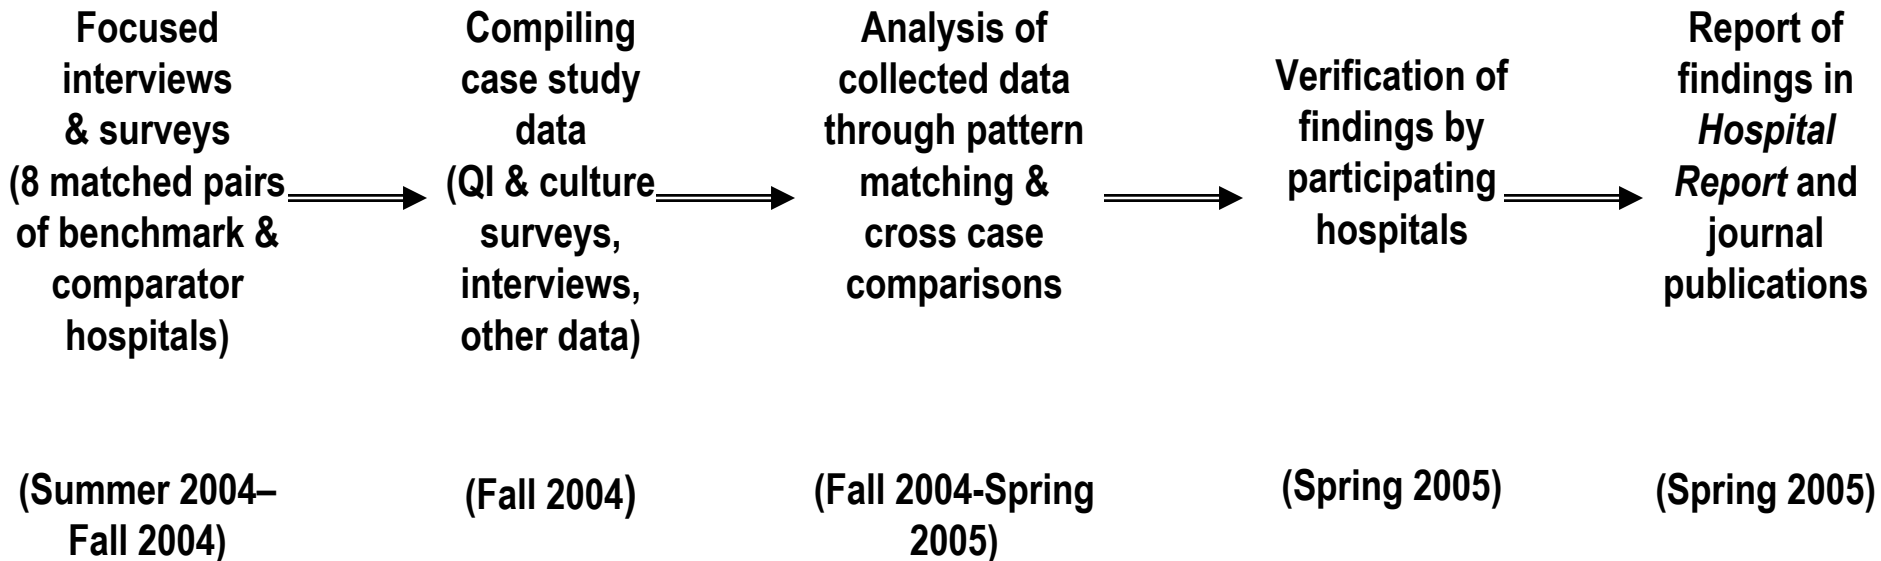 Focused
interviews
& surveys
(8 matched pairs
of benchmark &
comparator
hospitals)
(Summer 2004–
Fall 2004)
Compiling
case study
data
(QI & culture
surveys,
interviews,
other data)
(Fall 2004)
Analysis of
collected data
through pattern
matching &
cross case
comparisons
(Fall 2004-Spring
2005)
Verification of
findings by
participating
hospitals
(Spring 2005)
Report of
findings in
Hospital
Report and
journal
publications
(Spring 2005)